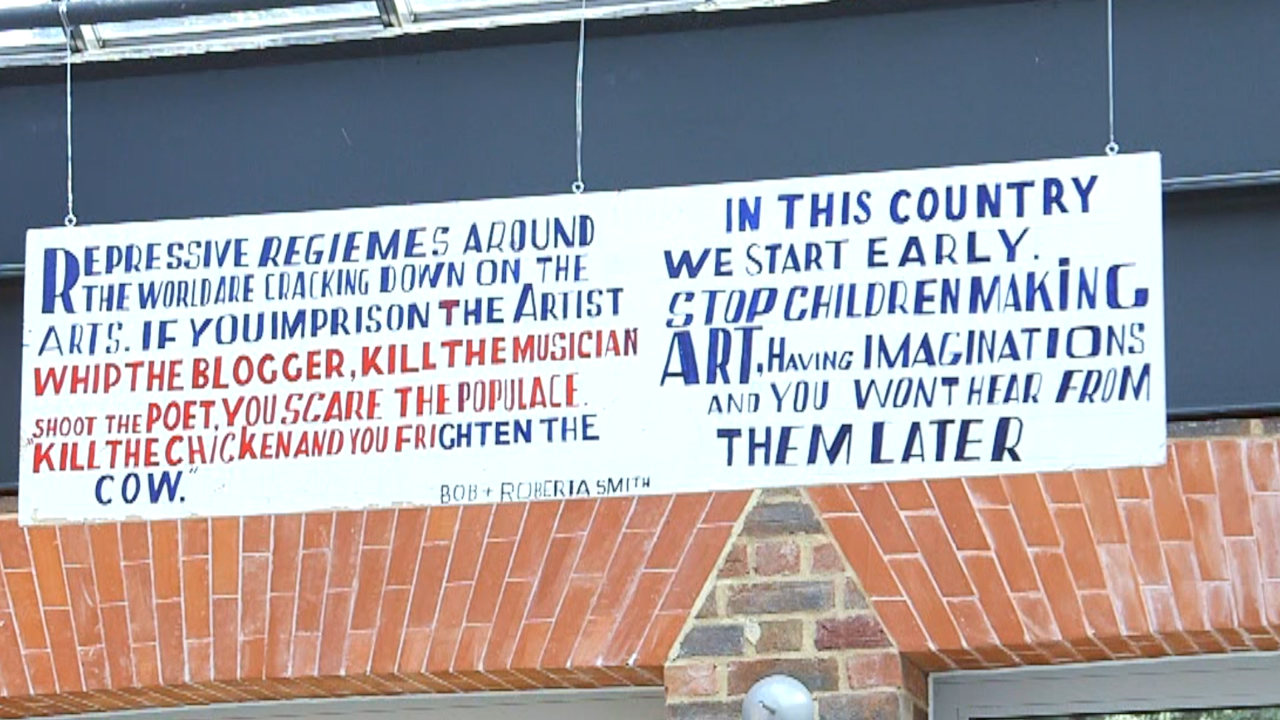 REPRESSIVE REGIEMES AROUND
THE WORLD ARE CRACKING DOWN ON THE
ARTS. IF YOU IMPRISON THE ARTIST
WHIP THE BLOGGER, KILL THE MUSICIAN
SHOOT THE POET, YOU SCARE THE POPULACE.
"KILL THE CHICKEN AND YOU FRIGHTEN THE
COW."
BOB + ROBERTA SMITH
IN THIS COUNTRY
WE START EARLY.
STOP CHILDREN MAKING
ART, HAVING IMAGINATIONS
AND YOU WONT HEAR FROM
THEM LATER